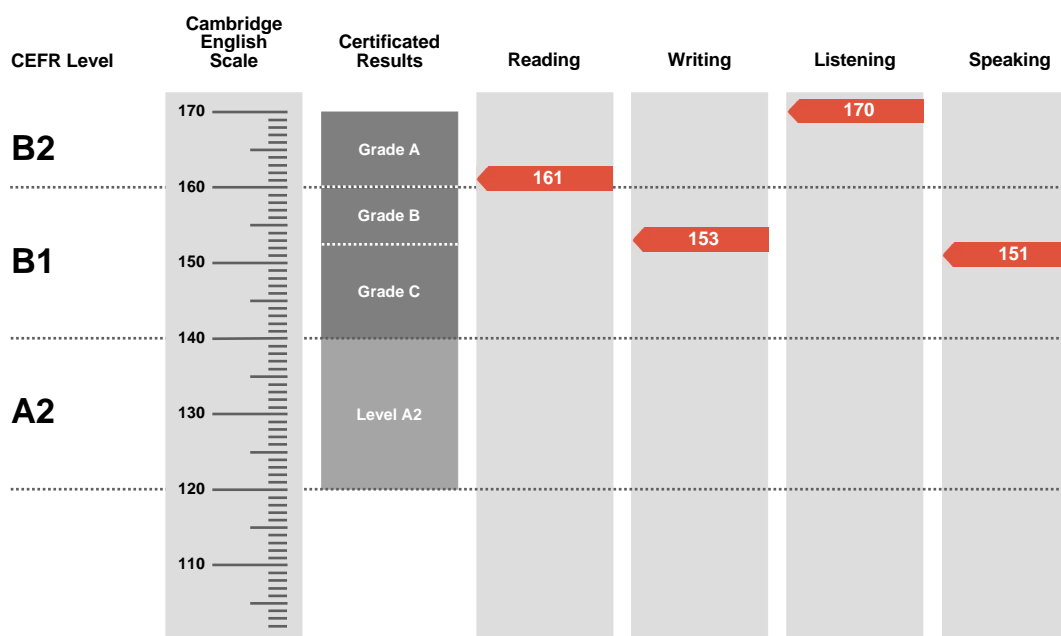 CEFR Level
Cambridge
English
Scale
Certificated
Results
Reading
Writing
Listening
Speaking
170
170
B2
Grade A
161
160
Grade B
153
B1
150
151
Grade C
140
A2
130
Level A2
120
110